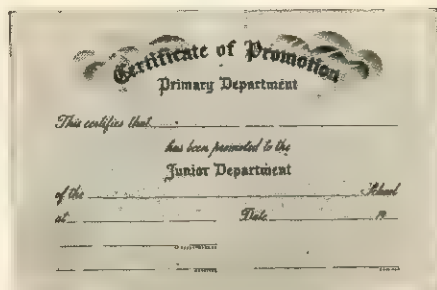 Certificate of Promotion
Primary Department
This certifies that
has been promoted to the
Junior Department
of the School
at Date 19